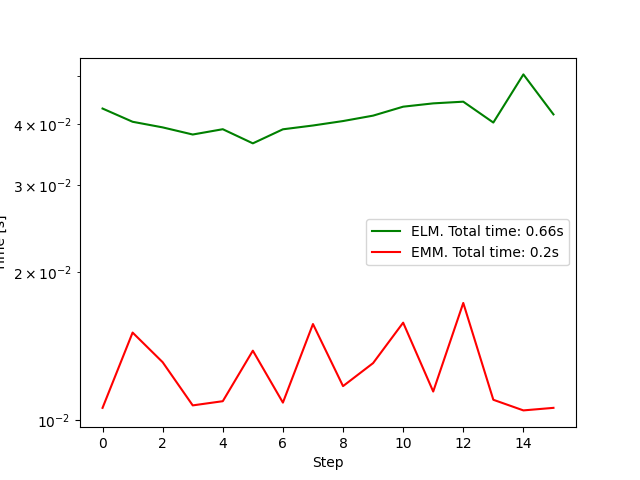 4 × 10⁻²
3 × 10⁻²
2 × 10⁻²
10⁻²
Time [s]
ELM. Total time: 0.66s
EMM. Total time: 0.2s
0 2 4 6 8 10 12 14
Step